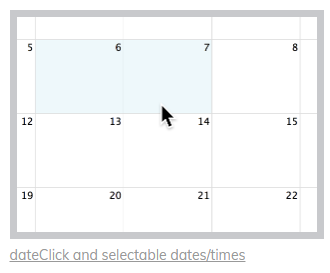 5 6 7 8
12 13 14 15
19 20 21 22
dateClick and selectable dates/times